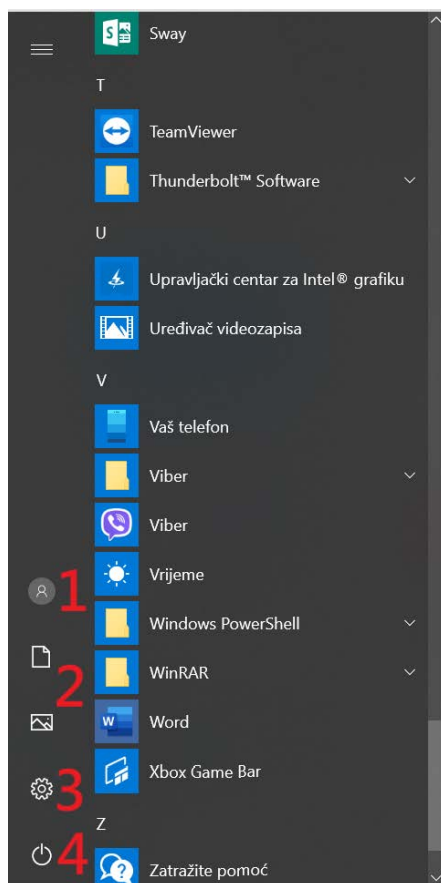 Sway
T
TeamViewer
Thunderbolt™ Software
U
Upravljački centar za Intel® grafiku
Uređivač videozapisa
V
Vaš telefon
Viber
Viber
1
Vrijeme
Windows PowerShell
2
WinRAR
Word
3
Xbox Game Bar
Z
4
Zatražite pomoć